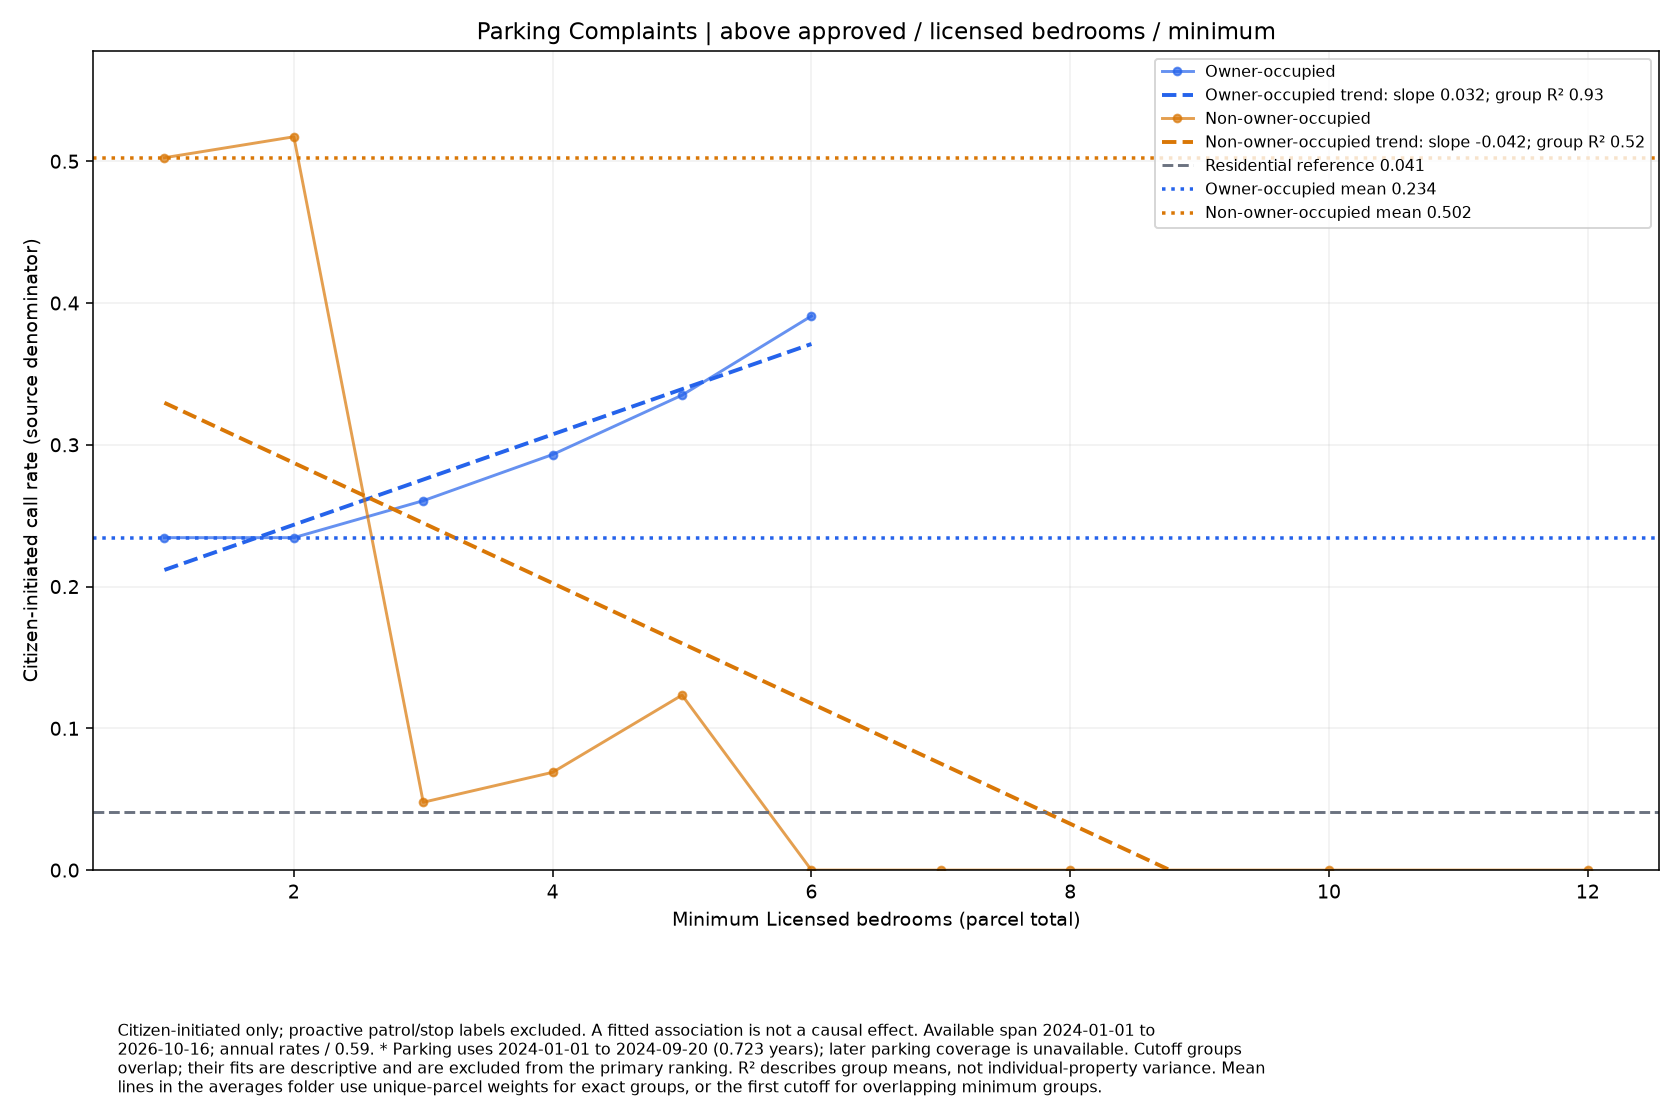 Parking Complaints | above approved / licensed bedrooms / minimum
Owner-occupied
Owner-occupied trend: slope 0.032; group R² 0.93
Non-owner-occupied
Non-owner-occupied trend: slope -0.042; group R² 0.52
Residential reference 0.041
Owner-occupied mean 0.234
Non-owner-occupied mean 0.502
Citizen-initiated call rate (source denominator)
0.5
0.4
0.3
0.2
0.1
0.0
2 4 6 8 10 12
Minimum Licensed bedrooms (parcel total)
Citizen-initiated only; proactive patrol/stop labels excluded. A fitted association is not a causal effect. Available span 2024-01-01 to
2026-10-16; annual rates / 0.59. * Parking uses 2024-01-01 to 2024-09-20 (0.723 years); later parking coverage is unavailable. Cutoff groups
overlap; their fits are descriptive and are excluded from the primary ranking. R² describes group means, not individual-property variance. Mean
lines in the averages folder use unique-parcel weights for exact groups, or the first cutoff for overlapping minimum groups.